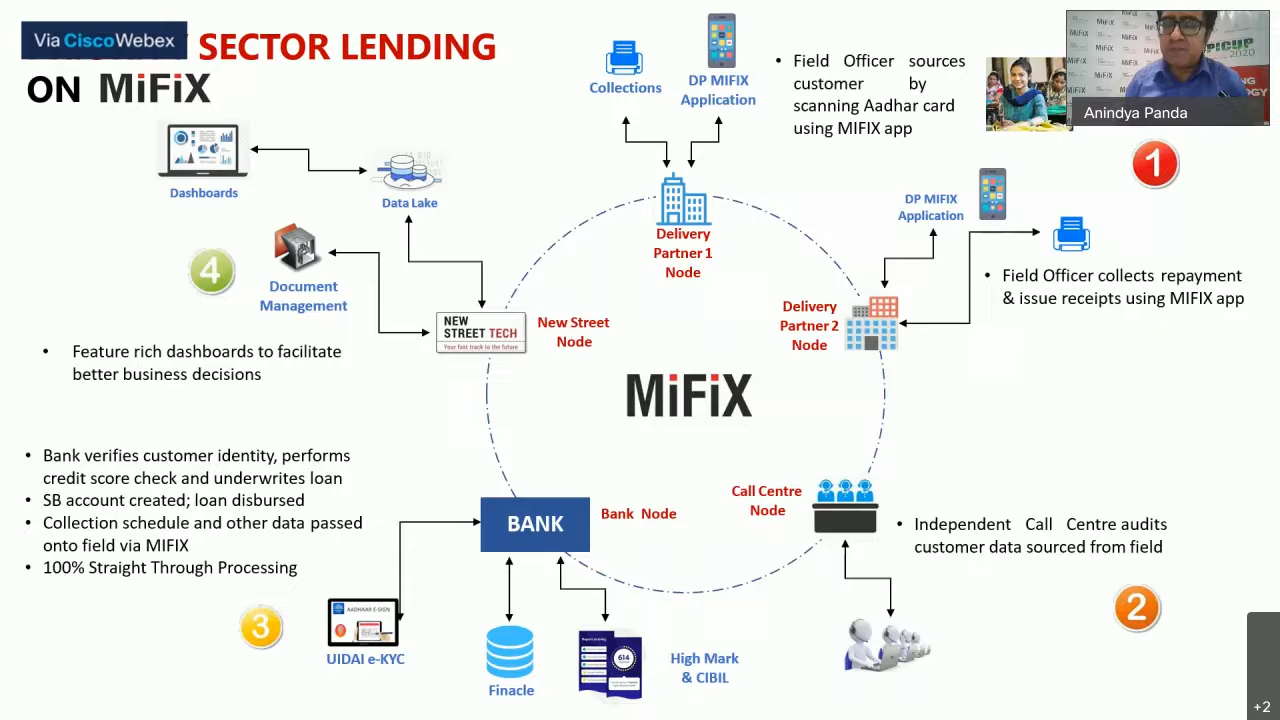 Via CiscoWebex
SECTOR LENDING
ON MiFiX
Collections
DP MIFIX
Application
• Field Officer sources
customer by
scanning Aadhar card
using MIFIX app
PICUP
2020
Anindya Panda
1
Dashboards
Data Lake
4
Document
Management
NEW
STREET TECH
Your fast track to the future
New Street
Node
• Feature rich dashboards to facilitate
better business decisions
Delivery
Partner 1
Node
DP MIFIX
Application
Delivery
Partner 2
Node
• Field Officer collects repayment
& issue receipts using MIFIX app
MiFiX
• Bank verifies customer identity, performs
credit score check and underwrites loan
• SB account created; loan disbursed
• Collection schedule and other data passed
onto field via MIFIX
• 100% Straight Through Processing
3
BANK
Bank Node
AADHAAR E-SIGN
UIDAI e-KYC
Finacle
614
High Mark
& CIBIL
Call Centre
Node
• Independent Call Centre audits
customer data sourced from field
2
+2